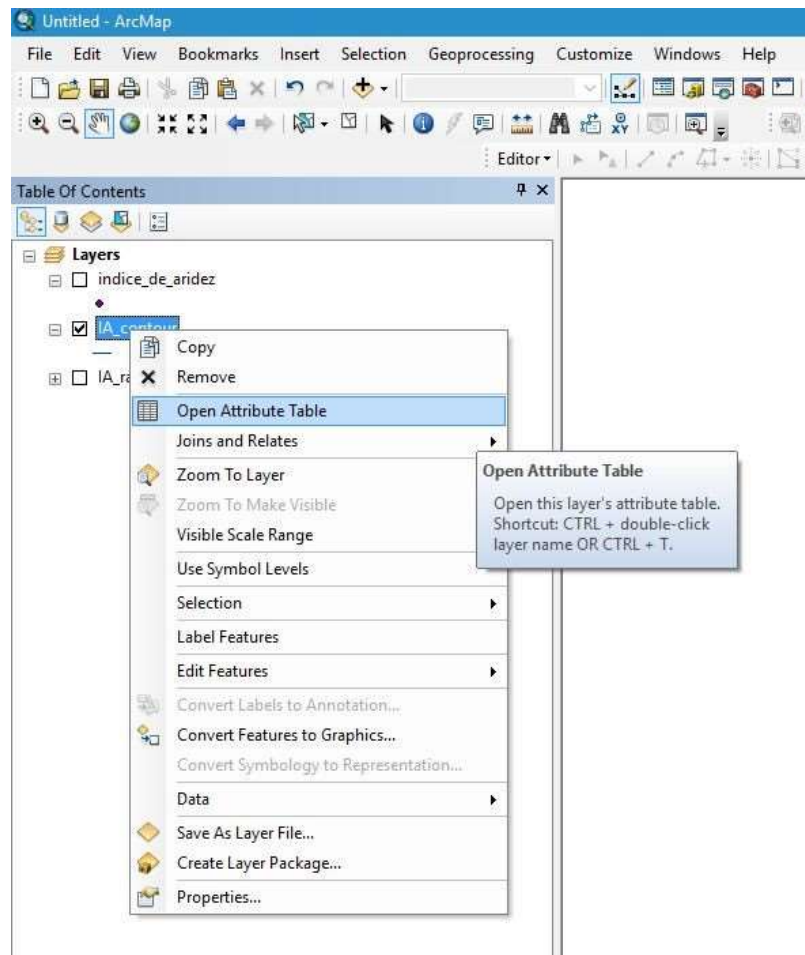 Untitled - ArcMap
File Edit View Bookmarks Insert Selection Geoprocessing Customize Windows Help
Editor
Table Of Contents
Layers
indice_de_aridez
IA_contour
IA_ra
Copy
Remove
Open Attribute Table
Joins and Relates
Zoom To Layer
Zoom To Make Visible
Visible Scale Range
Use Symbol Levels
Selection
Label Features
Edit Features
Convert Labels to Annotation...
Convert Features to Graphics...
Convert Symbology to Representation...
Data
Save As Layer File...
Create Layer Package...
Properties...
Open Attribute Table
Open this layer's attribute table.
Shortcut: CTRL + double-click
layer name OR CTRL + T.